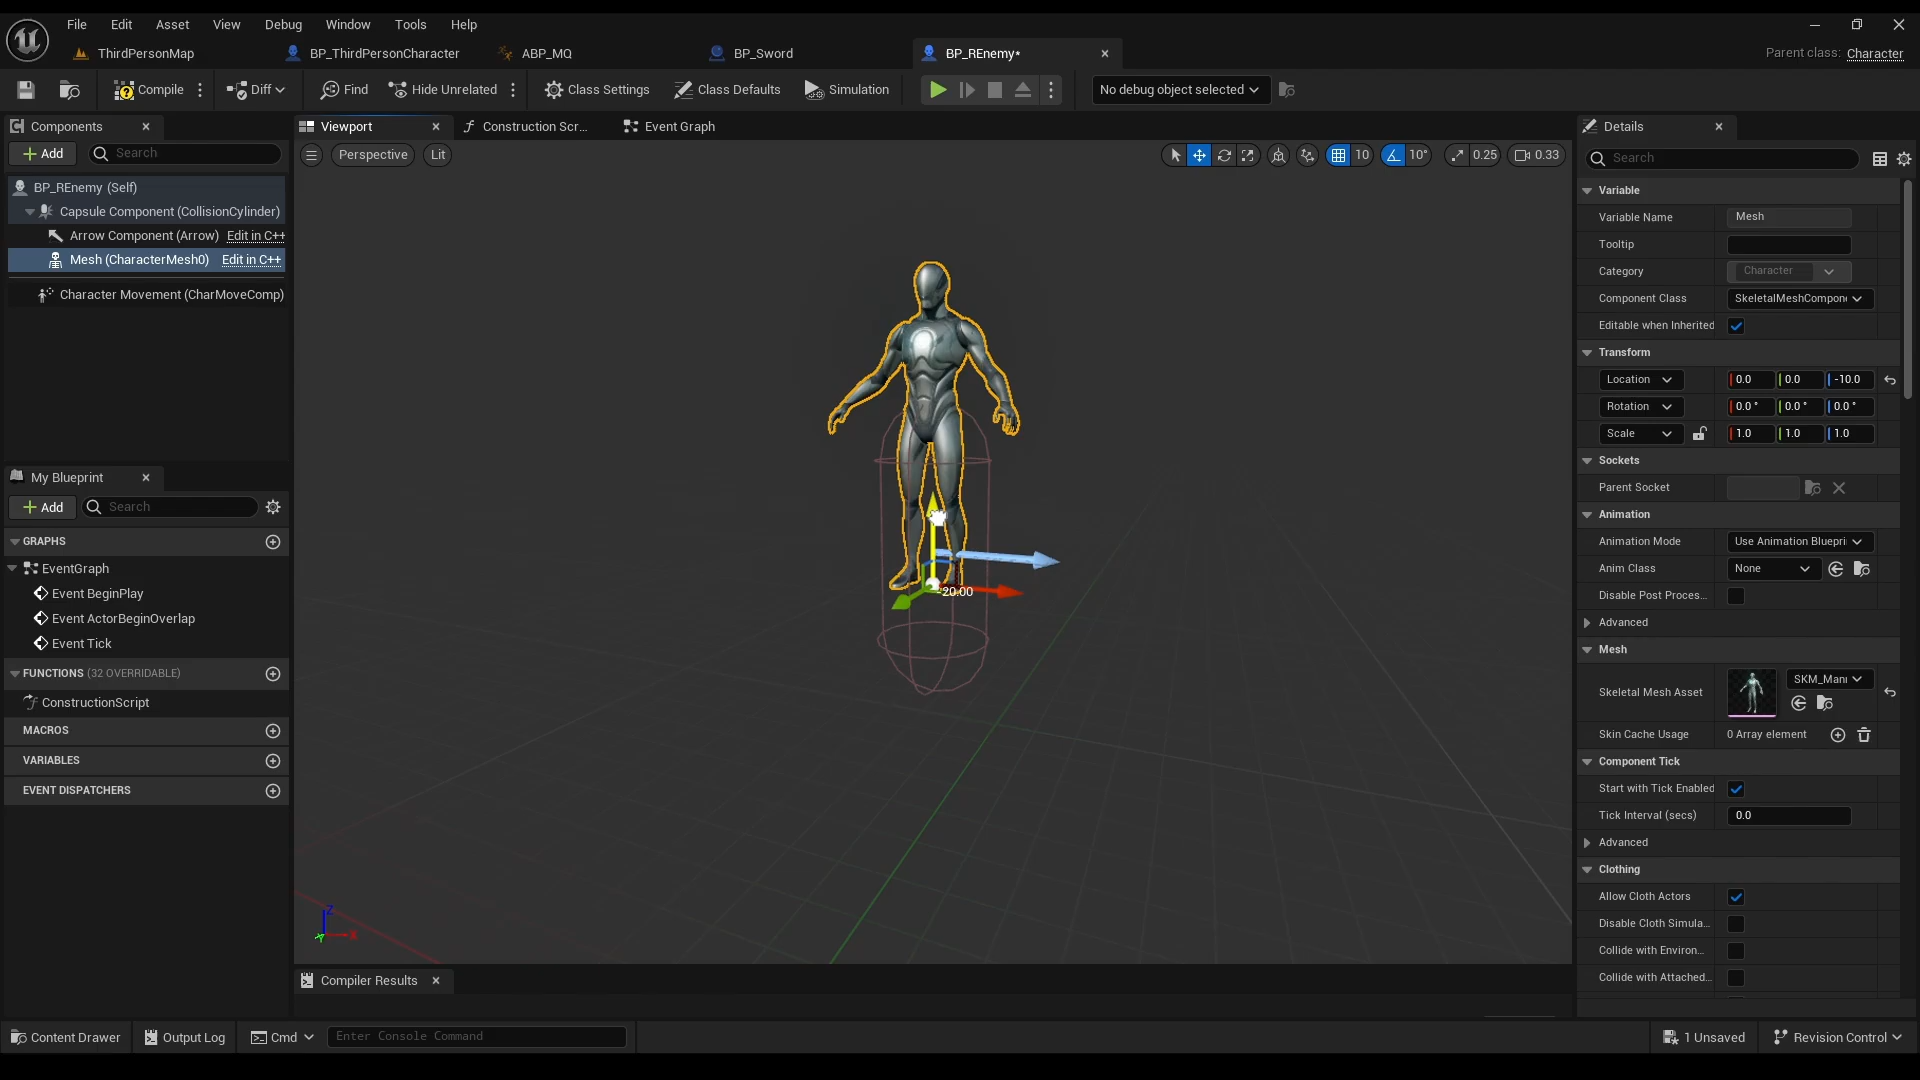 File
Edit
Asset
View
Debug
Window
Tools
Help
ThirdPersonMap
BP_ThirdPersonCharacter
ABP_MQ
BP_Sword
BP_REnemy*
Parent class: Character
Compile
Diff
Find
Hide Unrelated
Class Settings
Class Defaults
Simulation
No debug object selected
Components
Add
Search
BP_REnemy (Self)
Capsule Component (CollisionCylinder)
Arrow Component (Arrow) Edit in C++
Mesh (CharacterMesh0) Edit in C++
Character Movement (CharMoveComp)
My Blueprint
Add
Search
GRAPHS
EventGraph
Event BeginPlay
Event ActorBeginOverlap
Event Tick
FUNCTIONS (32 OVERRIDABLE)
ConstructionScript
MACROS
VARIABLES
EVENT DISPATCHERS
Viewport
Construction Scr...
Event Graph
Perspective
Lit
10
10°
0.25
0.33
-20.00
Z
X
Y
Compiler Results
Details
Search
Variable
Variable Name Mesh
Tooltip
Category Character
Component Class SkeletalMeshCompon
Editable when Inherited
Transform
Location 0.0 0.0 -10.0
Rotation 0.0 ° 0.0 ° 0.0 °
Scale 1.0 1.0 1.0
Sockets
Parent Socket
Animation
Animation Mode Use Animation Bluepri
Anim Class None
Disable Post Proces...
Advanced
Mesh
Skeletal Mesh Asset SKM_Man
Skin Cache Usage 0 Array element
Component Tick
Start with Tick Enabled
Tick Interval (secs) 0.0
Advanced
Clothing
Allow Cloth Actors
Disable Cloth Simula...
Collide with Environ...
Collide with Attached...
Content Drawer
Output Log
Cmd
Enter Console Command
1 Unsaved
Revision Control